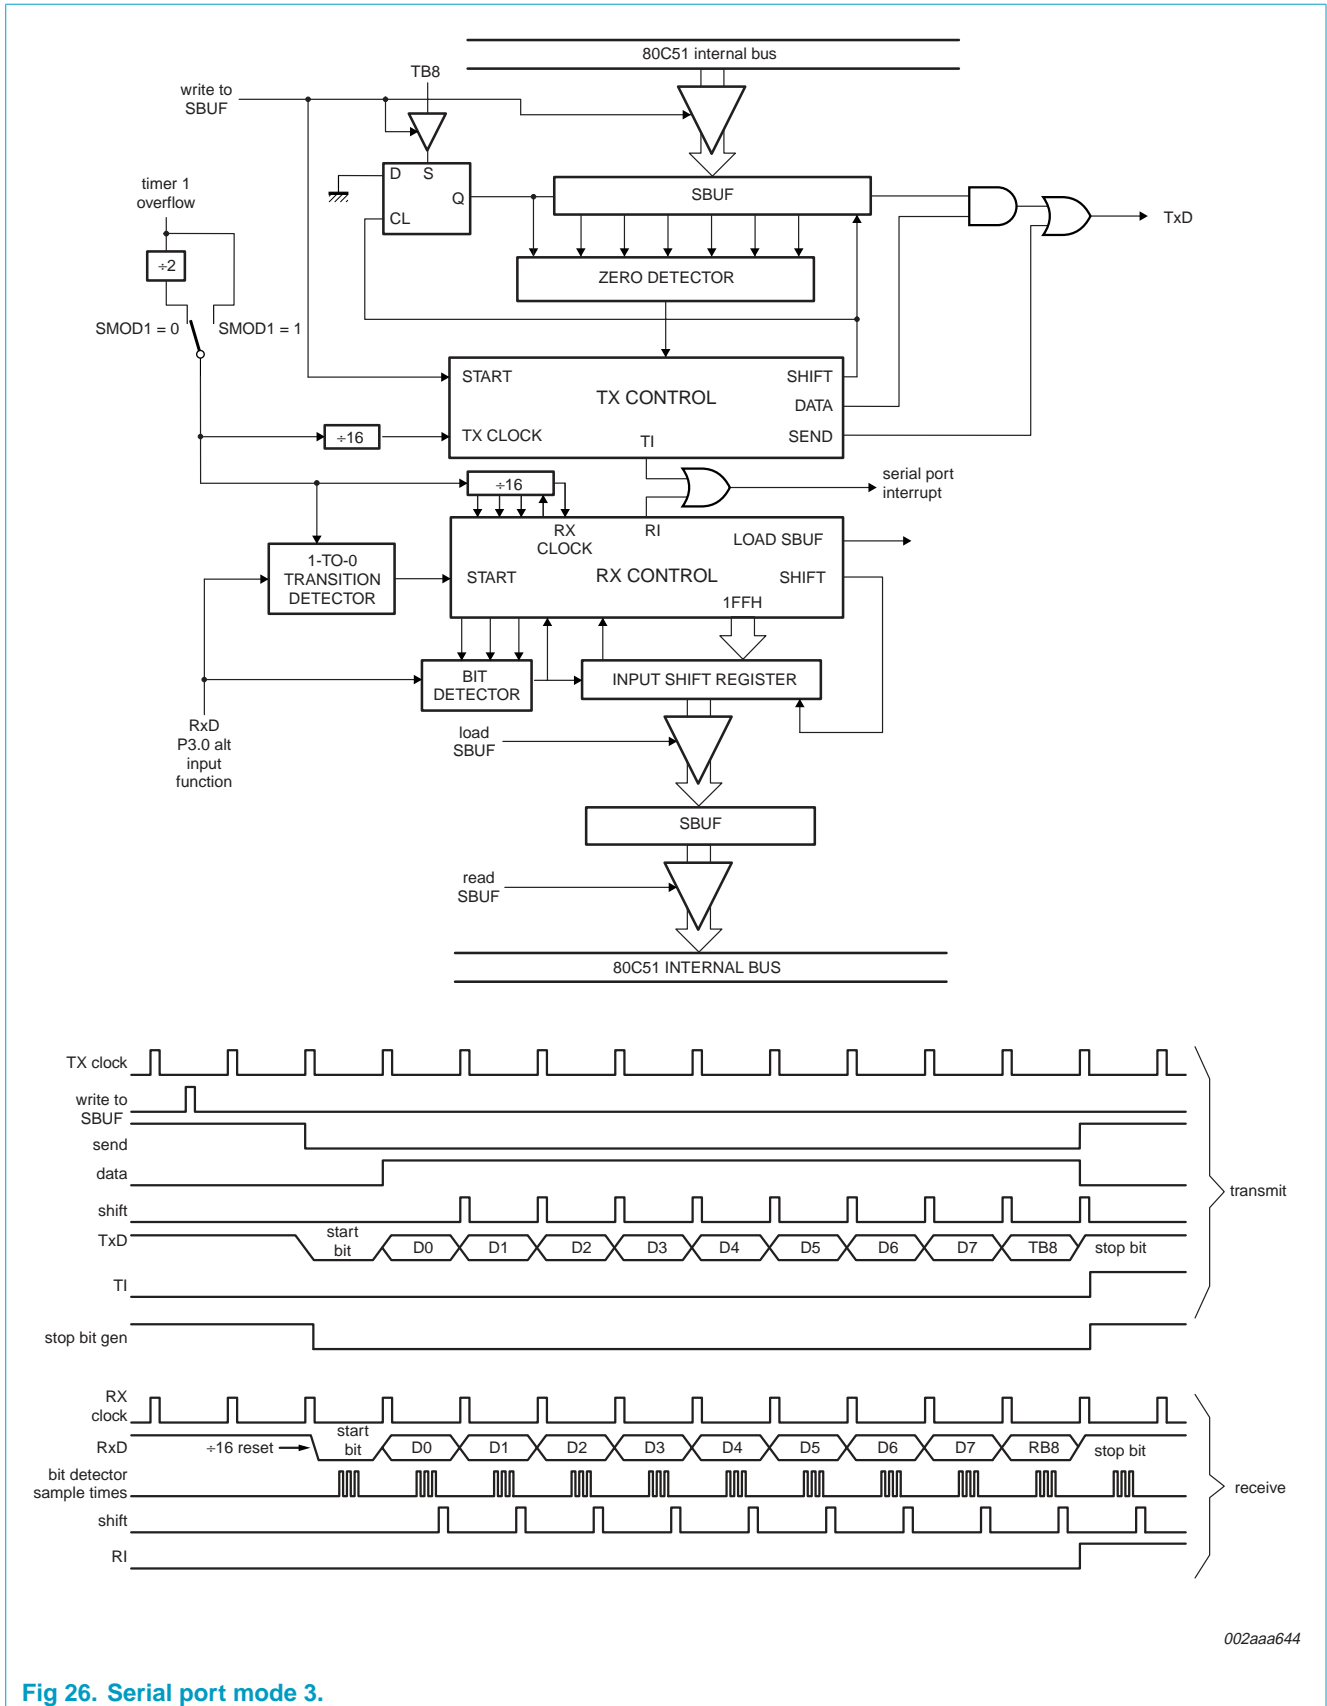 80C51 internal bus
TB8
write to
SBUF
D
S
Q
CL
SBUF
TxD
timer 1
overflow
÷2
ZERO DETECTOR
SMOD1 = 0
SMOD1 = 1
START
SHIFT
TX CONTROL
DATA
÷16
TX CLOCK
TI
SEND
÷16
serial port
interrupt
RX
CLOCK
RI
LOAD SBUF
1-TO-0
TRANSITION
DETECTOR
START
RX CONTROL
SHIFT
1FFH
BIT
DETECTOR
INPUT SHIFT REGISTER
RxD
P3.0 alt
input
function
load
SBUF
SBUF
read
SBUF
80C51 INTERNAL BUS
TX clock
write to
SBUF
send
data
shift
TxD
start
bit
D0
D1
D2
D3
D4
D5
D6
D7
TB8
stop bit
TI
stop bit gen
transmit
RX
clock
RxD
÷16 reset
start
bit
D0
D1
D2
D3
D4
D5
D6
D7
RB8
stop bit
bit detector
sample times
shift
RI
receive
002aaa644
Fig 26. Serial port mode 3.